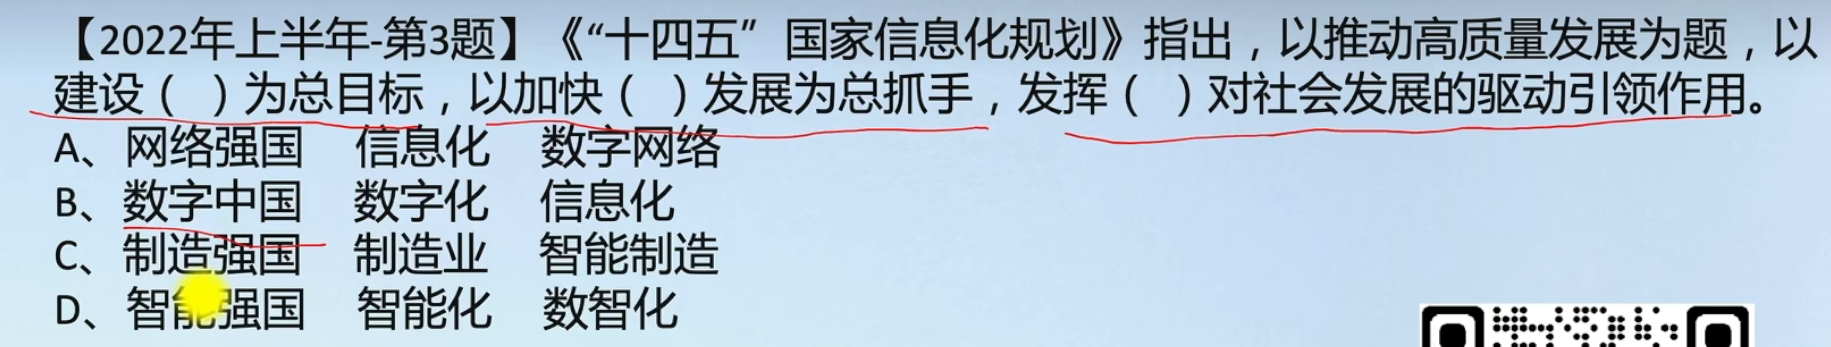 【2022年上半年-第3题】《“十四五”国家信息化规划》指出，以推动高质量发展为题，以
建设（ ）为总目标，以加快（ ）发展为总抓手，发挥（ ）对社会发展的驱动引领作用。
A、网络强国 信息化 数字网络
B、数字中国 数字化 信息化
C、制造强国 制造业 智能制造
D、智能强国 智能化 数智化